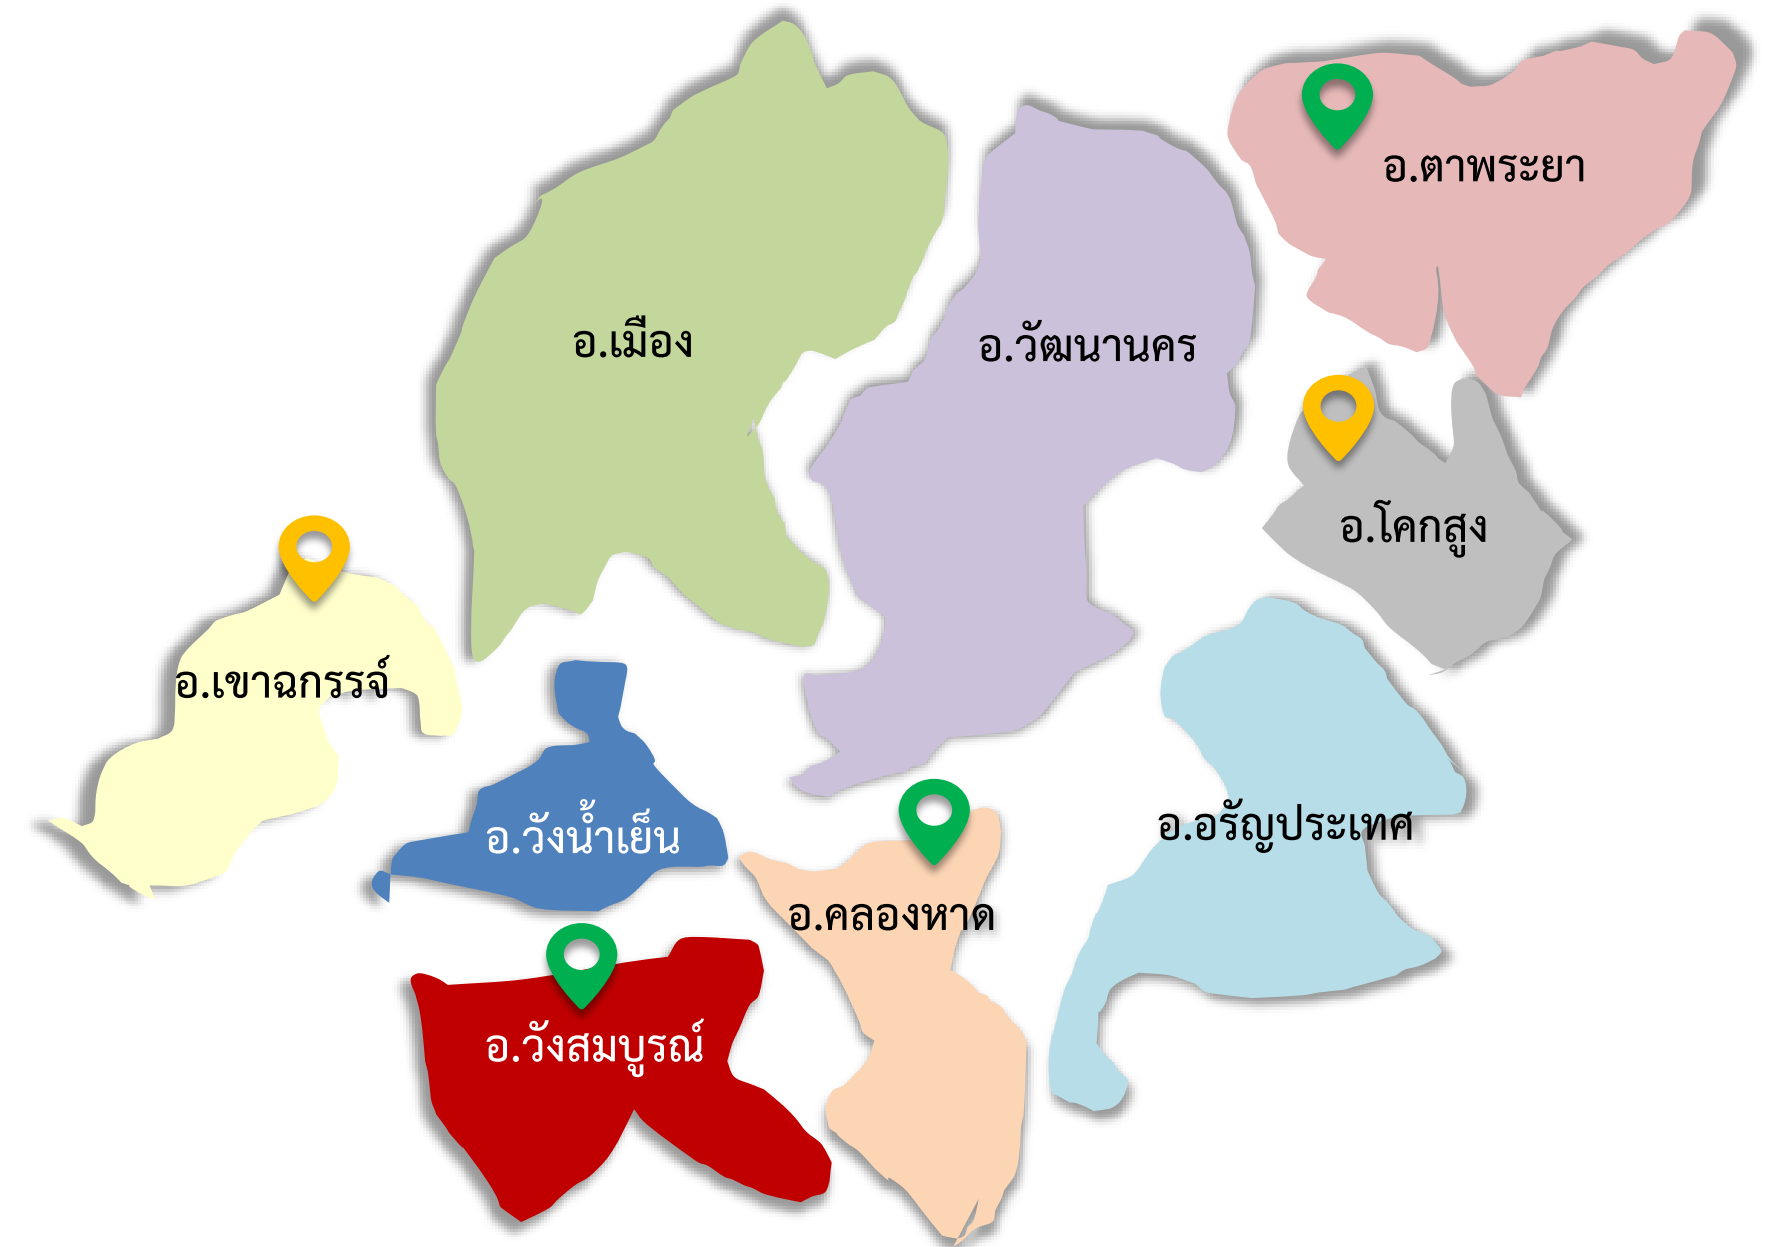 อ.ตาพระยา
อ.เมือง
อ.วัฒนานคร
อ.โคกสูง
อ.เขาฉกรรจ์
อ.วังน้ำเย็น
อ.อรัญประเทศ
อ.คลองหาด
อ.วังสมบูรณ์